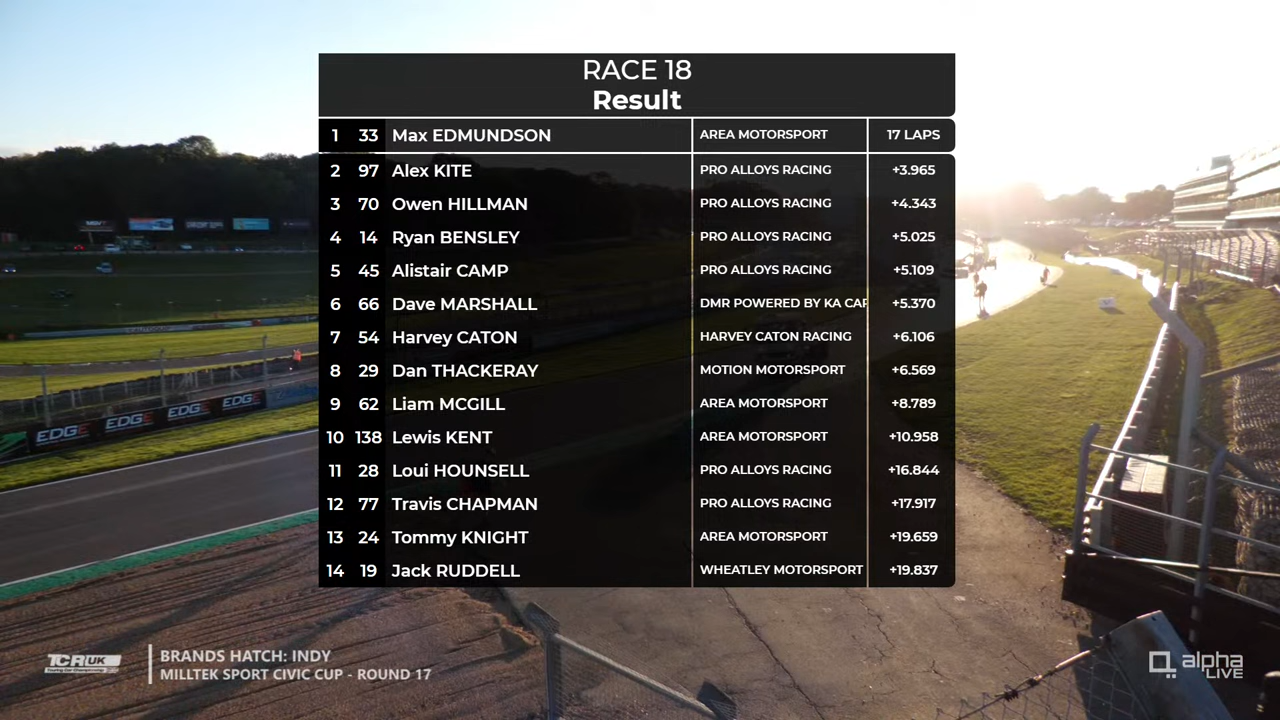 RACE 18
Result
1 33 Max EDMUNDSON AREA MOTORSPORT 17 LAPS
2 97 Alex KITE PRO ALLOYS RACING +3.965
3 70 Owen HILLMAN PRO ALLOYS RACING +4.343
4 14 Ryan BENSLEY PRO ALLOYS RACING +5.025
5 45 Alistair CAMP PRO ALLOYS RACING +5.109
6 66 Dave MARSHALL DMR POWERED BY KA CAR +5.370
7 54 Harvey CATON HARVEY CATON RACING +6.106
8 29 Dan THACKERAY MOTION MOTORSPORT +6.569
9 62 Liam MCGILL AREA MOTORSPORT +8.789
10 138 Lewis KENT AREA MOTORSPORT +10.958
11 28 Loui HOUNSELL PRO ALLOYS RACING +16.844
12 77 Travis CHAPMAN PRO ALLOYS RACING +17.917
13 24 Tommy KNIGHT AREA MOTORSPORT +19.659
14 19 Jack RUDDELL WHEATLEY MOTORSPORT +19.837
EDGE EDGE EDGE EDGE
TCR UK
BRANDS HATCH: INDY
MILLTEK SPORT CIVIC CUP - ROUND 17
alpha
LIVE